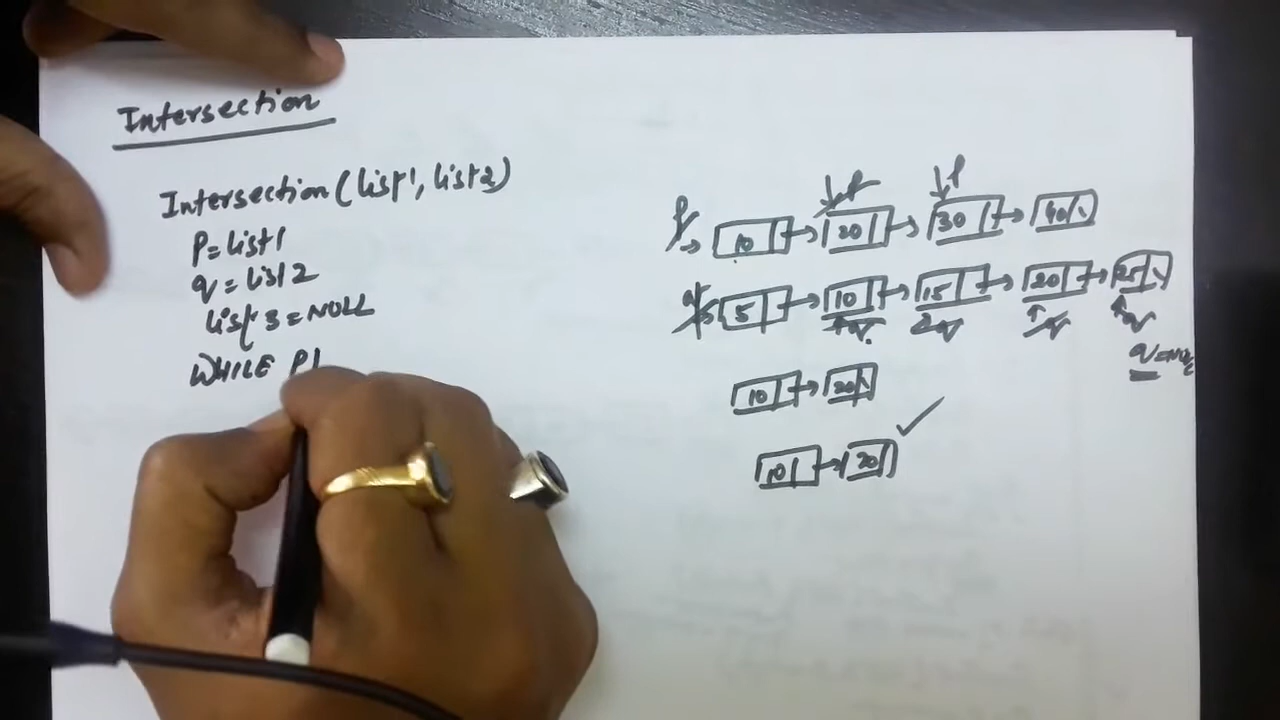 Intersection
Intersection (list1, list2)
P = list1
q = list2
list3 = NULL
WHILE P!
P
P
P
10 20 30 40
q
5 10 15 20 25
q q q q
q = NULL
10 20
10 20